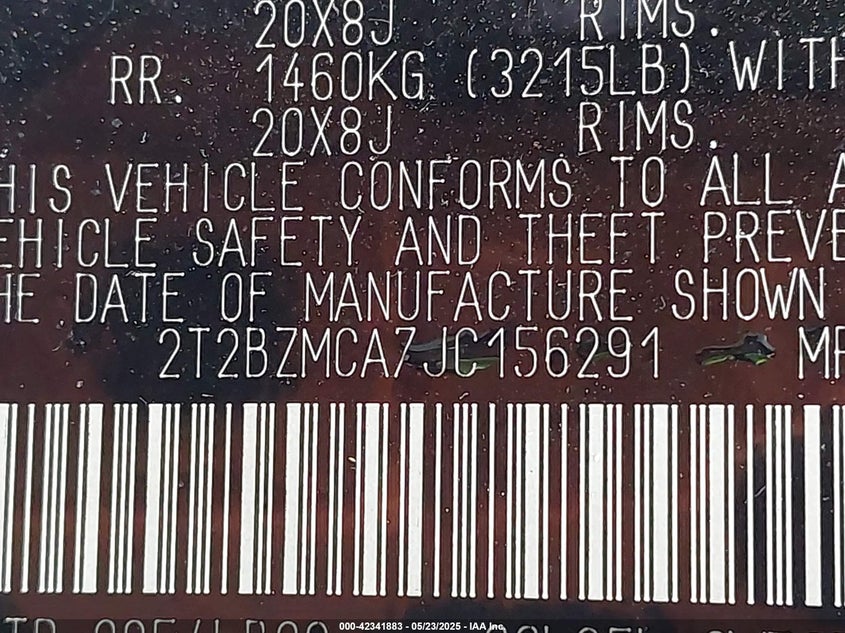 20X8J RIMS.
RR. 1460KG (3215LB) WITH
20X8J RIMS.
HIS VEHICLE CONFORMS TO ALL A
EHICLE SAFETY AND THEFT PREVE
HE DATE OF MANUFACTURE SHOWN
2T2BZMCA7JC156291 MP
000-42341883 - 05/23/2025 - IAA Inc.